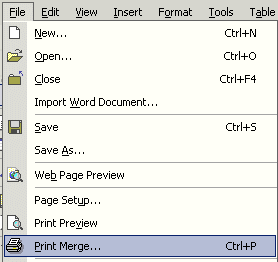 File Edit View Insert Format Tools Table
New... Ctrl+N
Open... Ctrl+O
Close Ctrl+F4
Import Word Document...
Save Ctrl+S
Save As...
Web Page Preview
Page Setup...
Print Preview
Print Merge... Ctrl+P